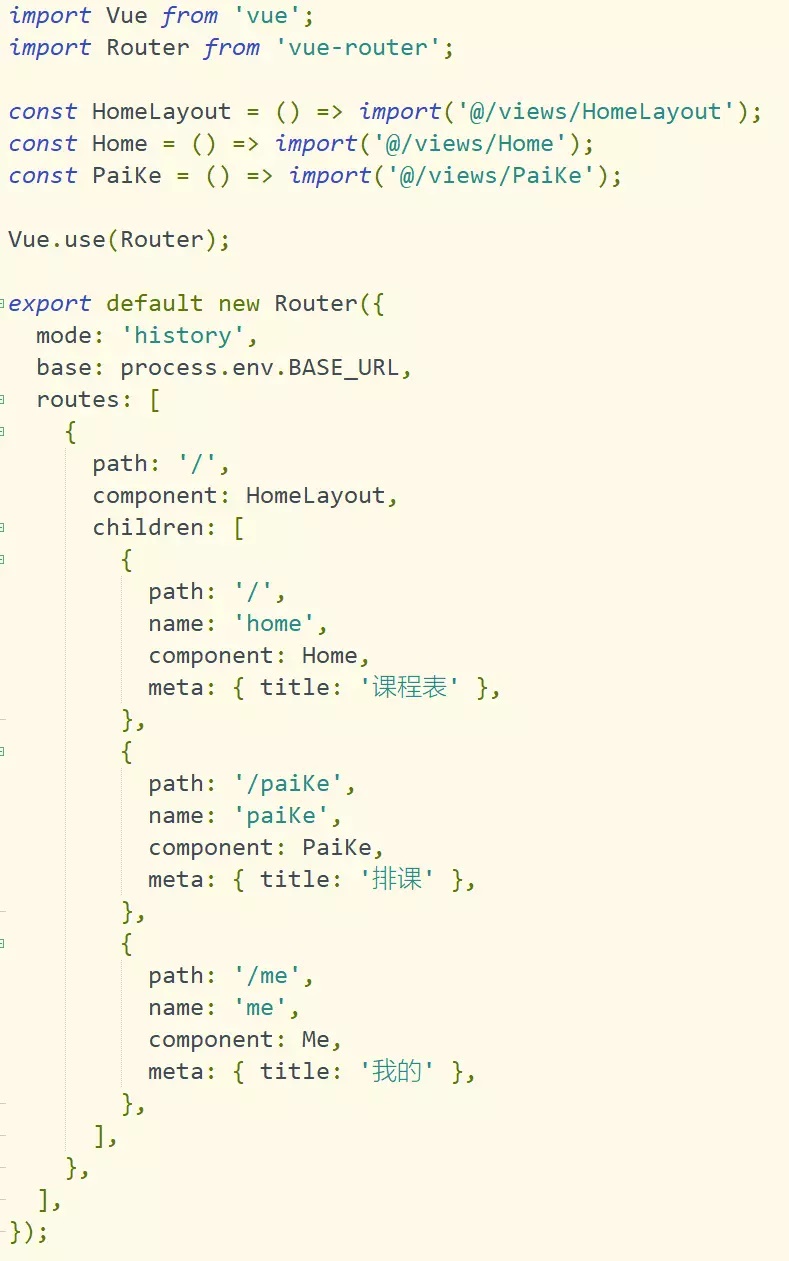 import Vue from 'vue';
import Router from 'vue-router';

const HomeLayout = () => import('@/views/HomeLayout');
const Home = () => import('@/views/Home');
const PaiKe = () => import('@/views/PaiKe');

Vue.use(Router);

export default new Router({
  mode: 'history',
  base: process.env.BASE_URL,
  routes: [
    {
      path: '/',
      component: HomeLayout,
      children: [
        {
          path: '/',
          name: 'home',
          component: Home,
          meta: { title: '课程表' },
        },
        {
          path: '/paiKe',
          name: 'paiKe',
          component: PaiKe,
          meta: { title: '排课' },
        },
        {
          path: '/me',
          name: 'me',
          component: Me,
          meta: { title: '我的' },
        },
      ],
    },
  ],
});